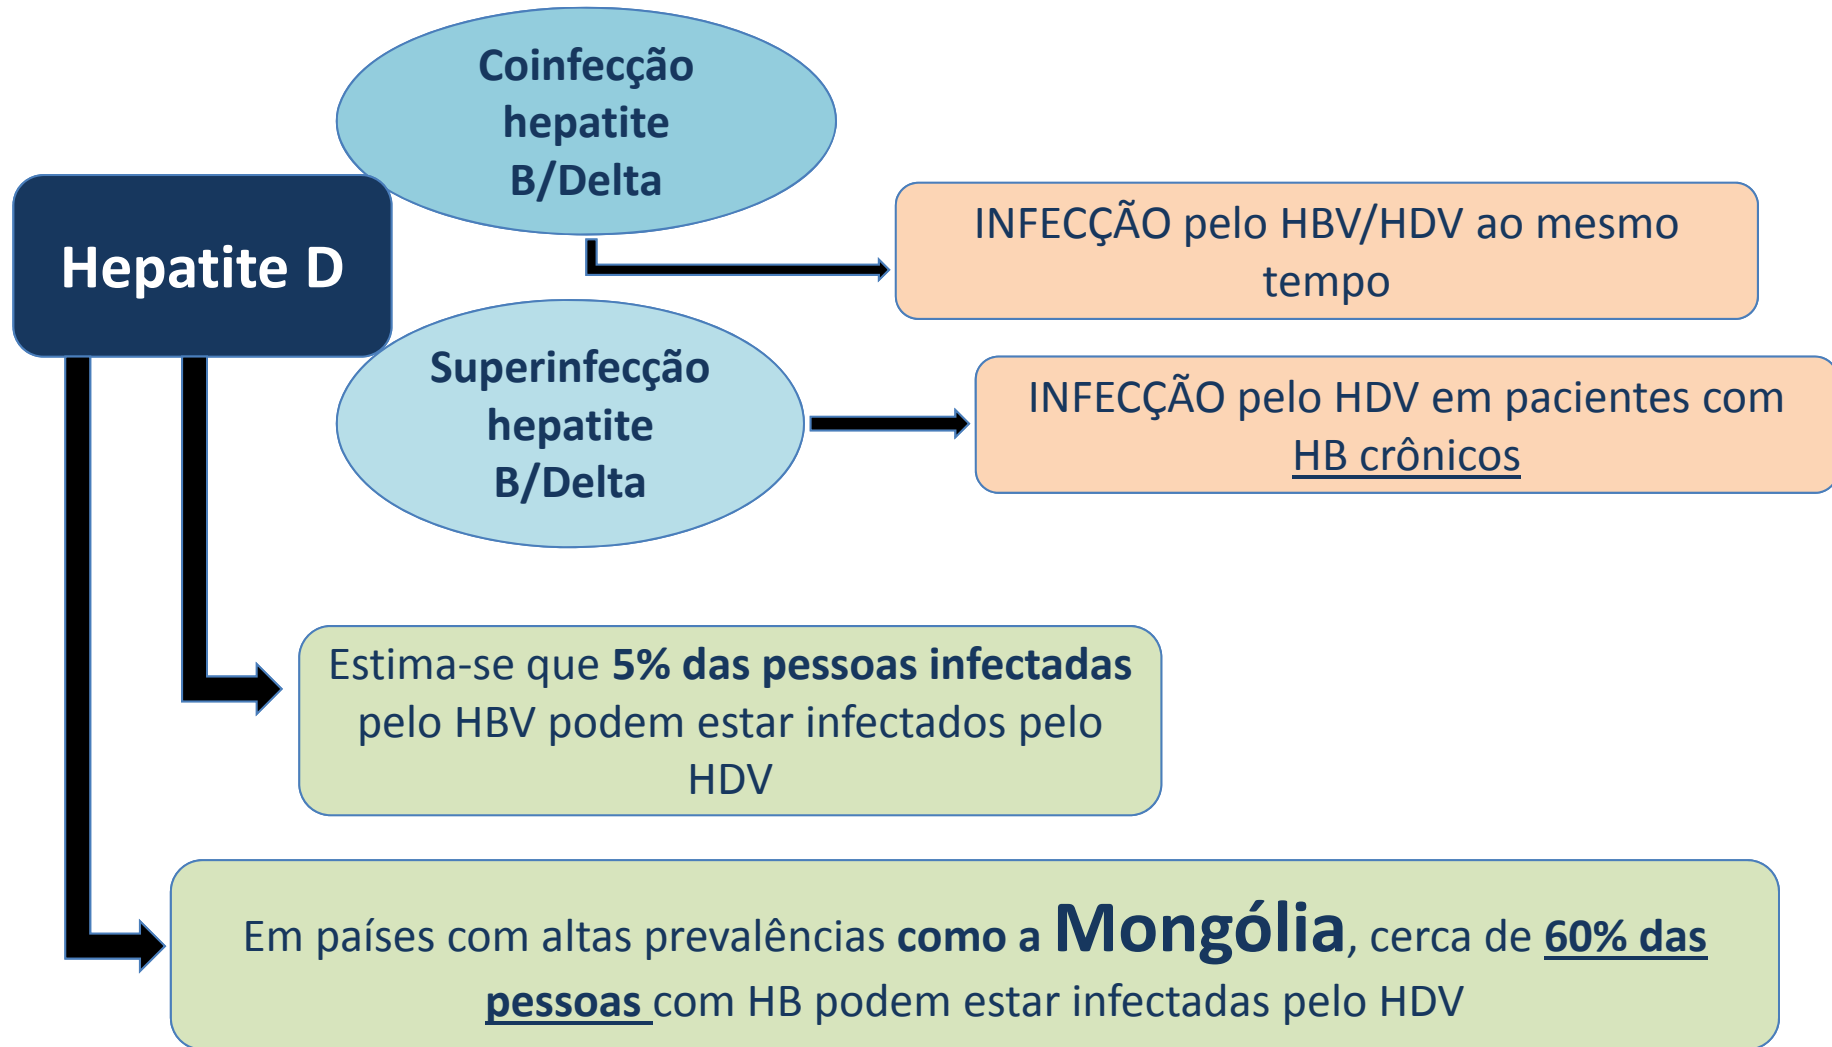 Coinfecção
hepatite
B/Delta
Hepatite D
INFECÇÃO pelo HBV/HDV ao mesmo
tempo
Superinfecção
hepatite
B/Delta
INFECÇÃO pelo HDV em pacientes com
HB crônicos
Estima-se que 5% das pessoas infectadas
pelo HBV podem estar infectados pelo
HDV
Em países com altas prevalências como a Mongólia, cerca de 60% das
pessoas com HB podem estar infectadas pelo HDV